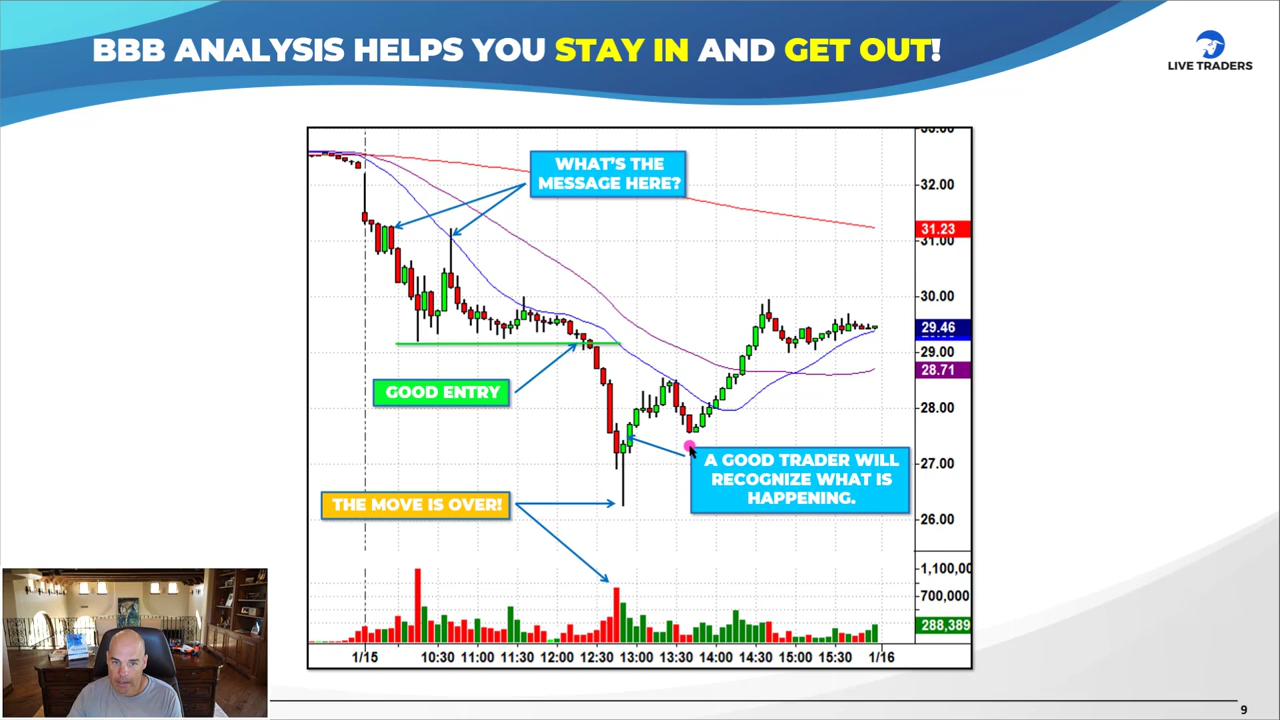 BBB ANALYSIS HELPS YOU STAY IN AND GET OUT!
LIVE TRADERS
WHAT'S THE
MESSAGE HERE?
GOOD ENTRY
THE MOVE IS OVER!
A GOOD TRADER WILL
RECOGNIZE WHAT IS
HAPPENING.
32.00
31.23
31.00
30.00
29.46
29.00
28.71
28.00
27.00
26.00
1,100,00
700,000
288,389
1/15 10:30 11:00 11:30 12:00 12:30 13:00 13:30 14:00 14:30 15:00 15:30 1/16
9